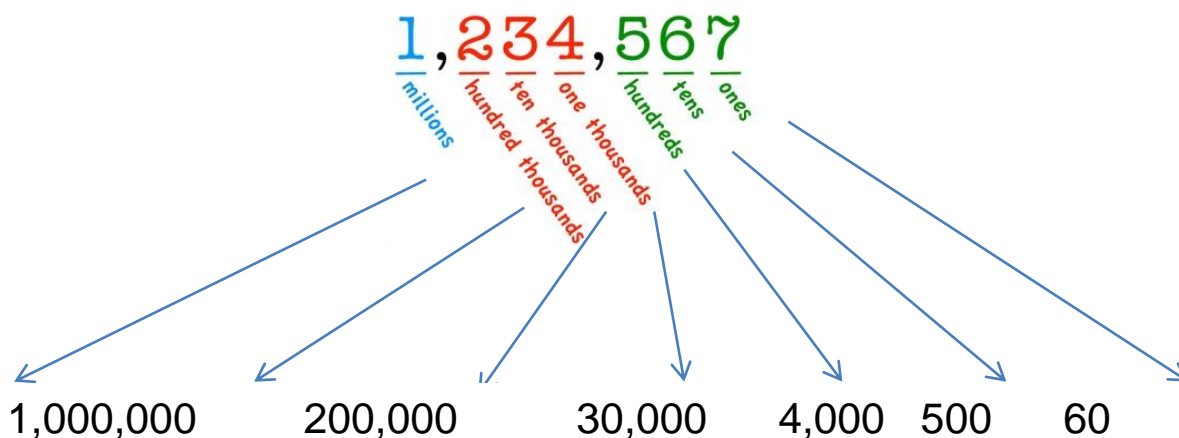 1,234,567
millions
hundred thousands
ten thousands
one thousands
hundreds
tens
ones
1,000,000 200,000 30,000 4,000 500 60